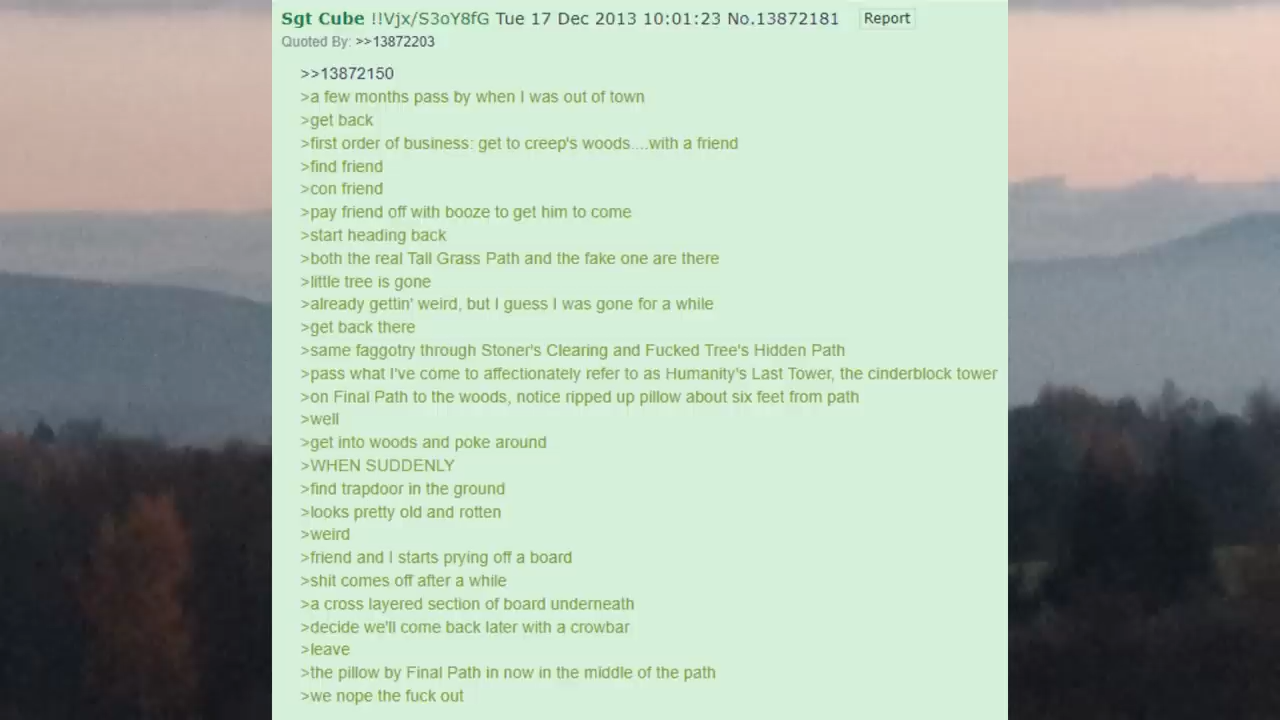 Sgt Cube !!Vjx/S3oY8fG Tue 17 Dec 2013 10:01:23 No.13872181 Report
Quoted By: >>13872203
>>13872150
>a few months pass by when I was out of town
>get back
>first order of business: get to creep's woods....with a friend
>find friend
>con friend
>pay friend off with booze to get him to come
>start heading back
>both the real Tall Grass Path and the fake one are there
>little tree is gone
>already gettin' weird, but I guess I was gone for a while
>get back there
>same faggotry through Stoner's Clearing and Fucked Tree's Hidden Path
>pass what I've come to affectionately refer to as Humanity's Last Tower, the cinderblock tower
>on Final Path to the woods, notice ripped up pillow about six feet from path
>well
>get into woods and poke around
>WHEN SUDDENLY
>find trapdoor in the ground
>looks pretty old and rotten
>weird
>friend and I starts prying off a board
>shit comes off after a while
>a cross layered section of board underneath
>decide we'll come back later with a crowbar
>leave
>the pillow by Final Path in now in the middle of the path
>we nope the fuck out